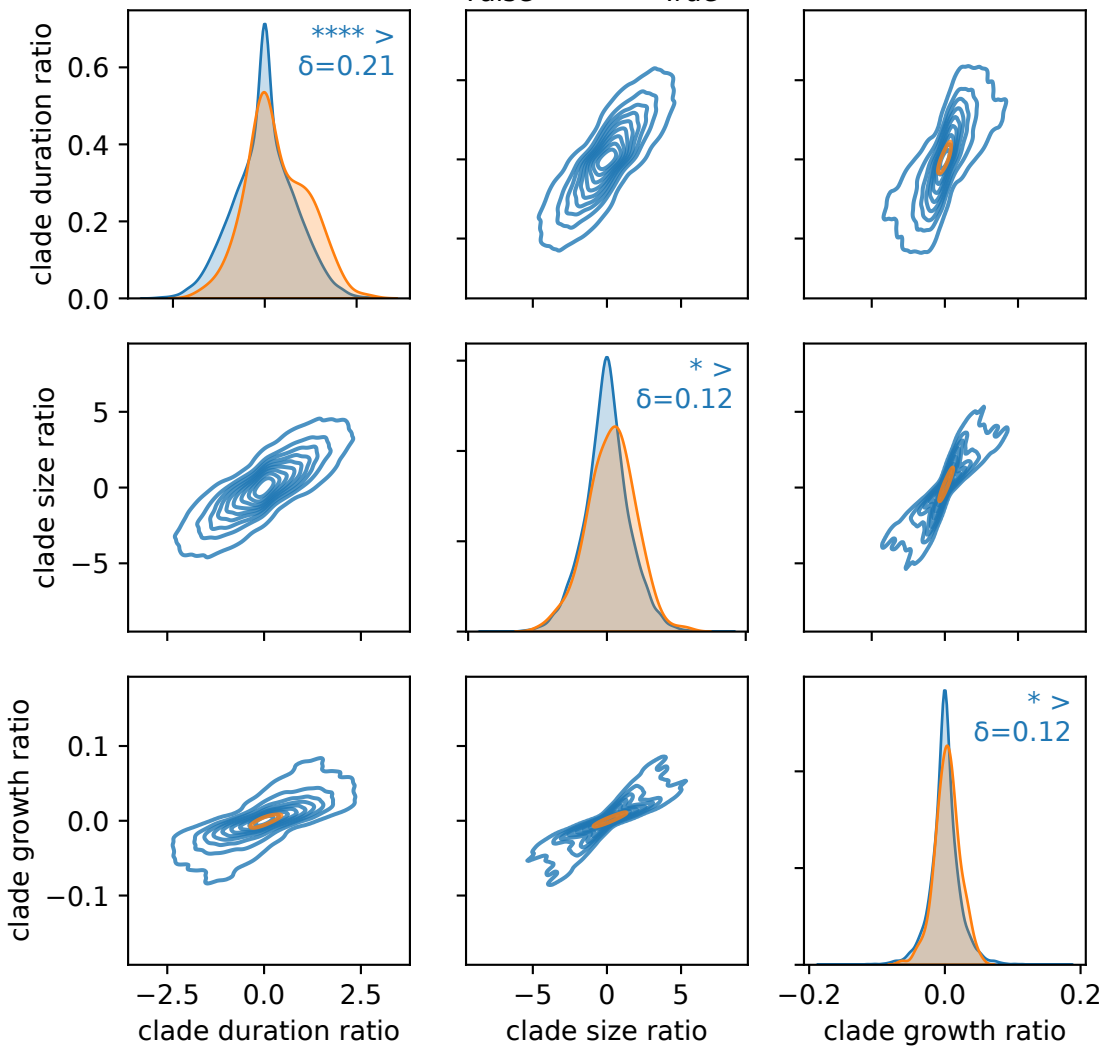 clade duration ratio
0.6
0.4
0.2
0.0
**** >
δ=0.21
clade size ratio
5
0
−5
* >
δ=0.12
clade growth ratio
0.1
0.0
−0.1
* >
δ=0.12
−2.5 0.0 2.5
−5 0 5
−0.2 0.0 0.2
clade duration ratio
clade size ratio
clade growth ratio